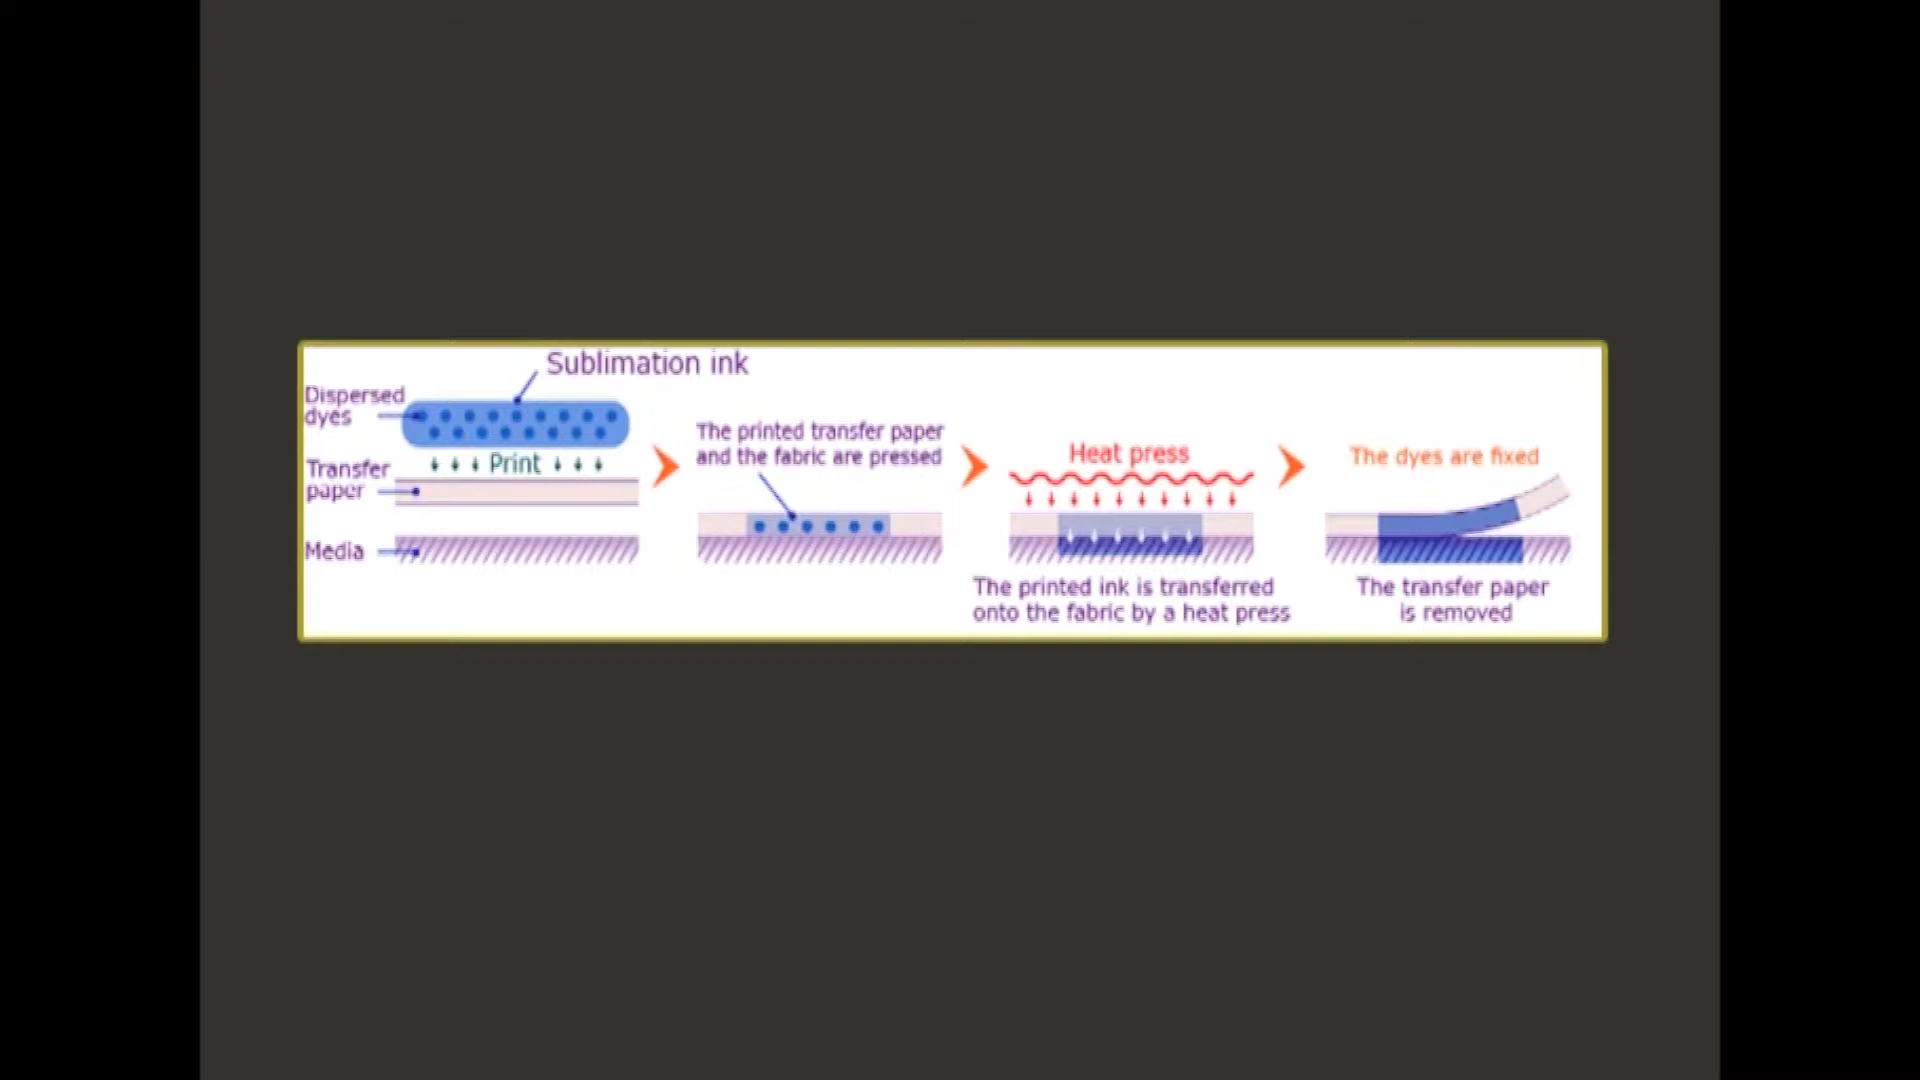 Sublimation ink
Dispersed
dyes
Print
Transfer
paper
Media
The printed transfer paper
and the fabric are pressed
Heat press
The printed ink is transferred
onto the fabric by a heat press
The dyes are fixed
The transfer paper
is removed